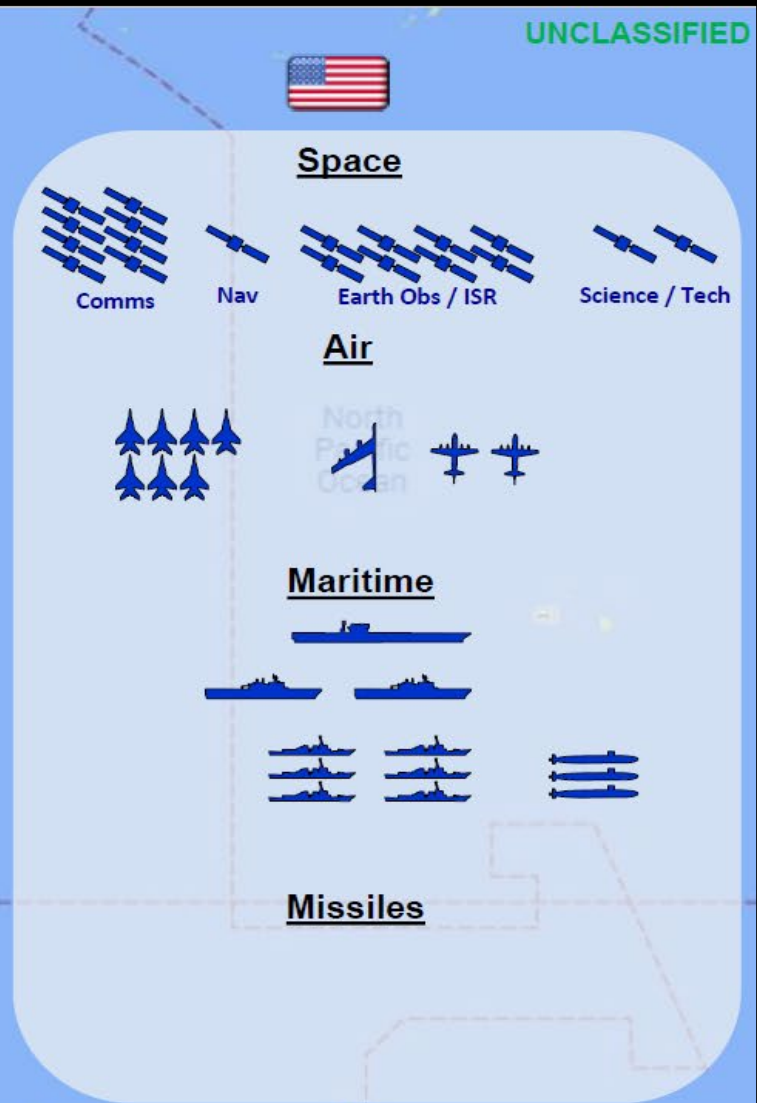 UNCLASSIFIED
Space
Comms
Nav
Earth Obs / ISR
Science / Tech
Air
North
Pacific
Ocean
Maritime
Missiles